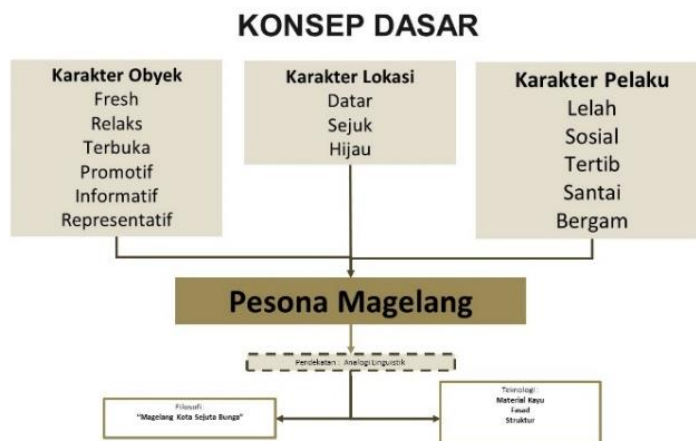 KONSEP DASAR
Karakter Obyek
Fresh
Relaks
Terbuka
Promotif
Informatif
Representatif
Karakter Lokasi
Datar
Sejuk
Hijau
Karakter Pelaku
Lelah
Sosial
Tertib
Santai
Bergam
Pesona Magelang
Pendekatan : Analogi Linguistik
Filosofi :
"Magelang Kota Sejuta Bunga"
Teknologi :
Material Kayu
Fasad
Struktur